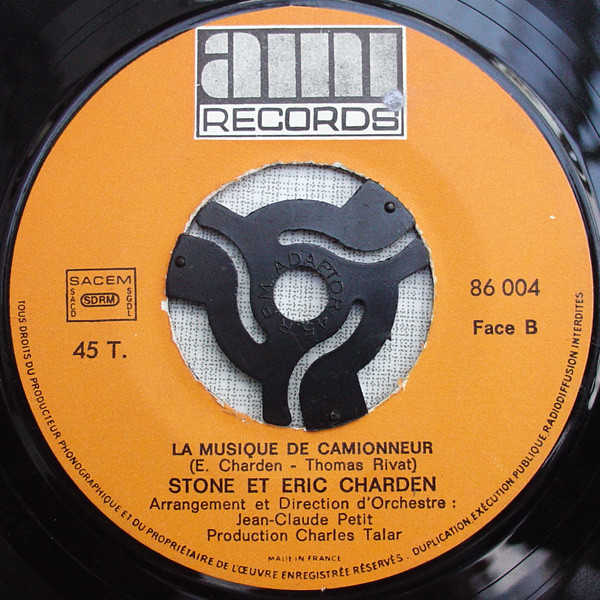 ami
RECORDS
SACEM
SACD
SDRM
SGDL
45 T.
86 004
Face B
R.P.M. ADAPTOR 45
LA MUSIQUE DE CAMIONNEUR
(E. Charden - Thomas Rivat)
STONE ET ERIC CHARDEN
Arrangement et Direction d'Orchestre :
Jean-Claude Petit
Production Charles Talar
MADE IN FRANCE
TOUS DROITS DU PRODUCTEUR PHONOGRAPHIQUE ET DU PROPRIÉTAIRE DE L'ŒUVRE ENREGISTRÉE RÉSERVÉS. DUPLICATION, EXÉCUTION PUBLIQUE, RADIODIFFUSION INTERDITES